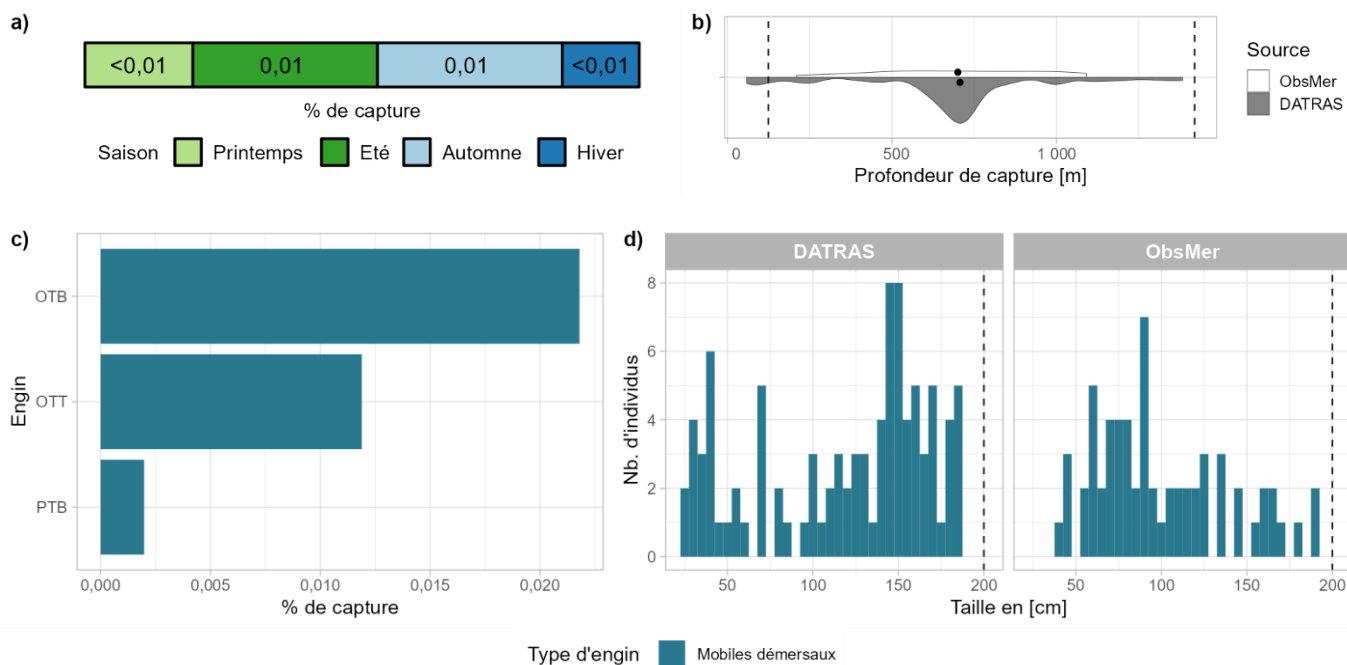 a)
<0,01 0,01 0,01 <0,01
% de capture
Saison Printemps Eté Automne Hiver
b)
0 500 1 000
Profondeur de capture [m]
Source
ObsMer
DATRAS
c)
Engin
OTB
OTT
PTB
0,000 0,005 0,010 0,015 0,020
% de capture
d)
DATRAS ObsMer
Nb. d'individus
8
6
4
2
0
50 100 150 200 50 100 150 200
Taille en [cm]
Type d'engin Mobiles démersaux